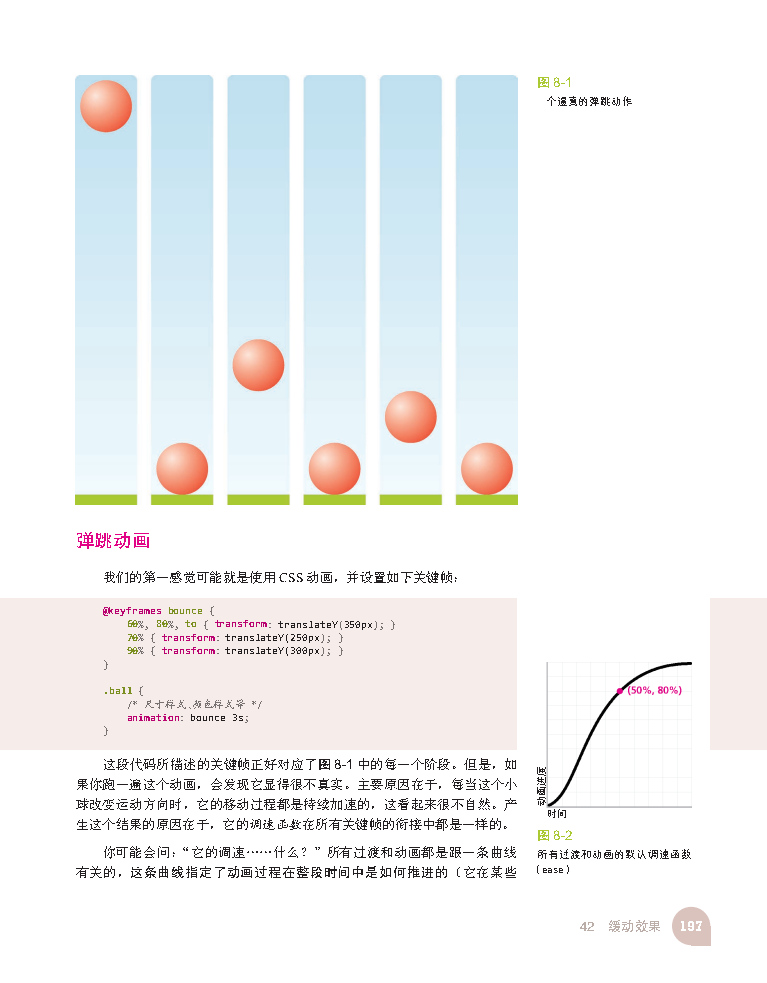 图 8-1
个逼真的弹跳动作
弹跳动画
我们的第一感觉可能就是使用 CSS 动画，并设置如下关键帧：
@keyframes bounce {
60%, 80%, to { transform: translateY(350px); }
70% { transform: translateY(250px); }
90% { transform: translateY(300px); }
}
.ball {
/* 尺寸样式、颜色样式等 */
animation: bounce 3s;
}
这段代码所描述的关键帧正好对应了图 8-1 中的每一个阶段。但是，如
果你跑一遍这个动画，会发现它显得很不真实。主要原因在于，每当这个小
球改变运动方向时，它的移动过程都是持续加速的，这看起来很不自然。产
生这个结果的原因在于，它的调速函数在所有关键帧的衔接中都是一样的。
你可能会问：“它的调速……什么？”所有过渡和动画都是跟一条曲线
有关的，这条曲线指定了动画过程在整段时间中是如何推进的（它在某些
(50%, 80%)
动画进度
时间
图 8-2
所有过渡和动画的默认调速函数
（ease）
42 缓动效果 197